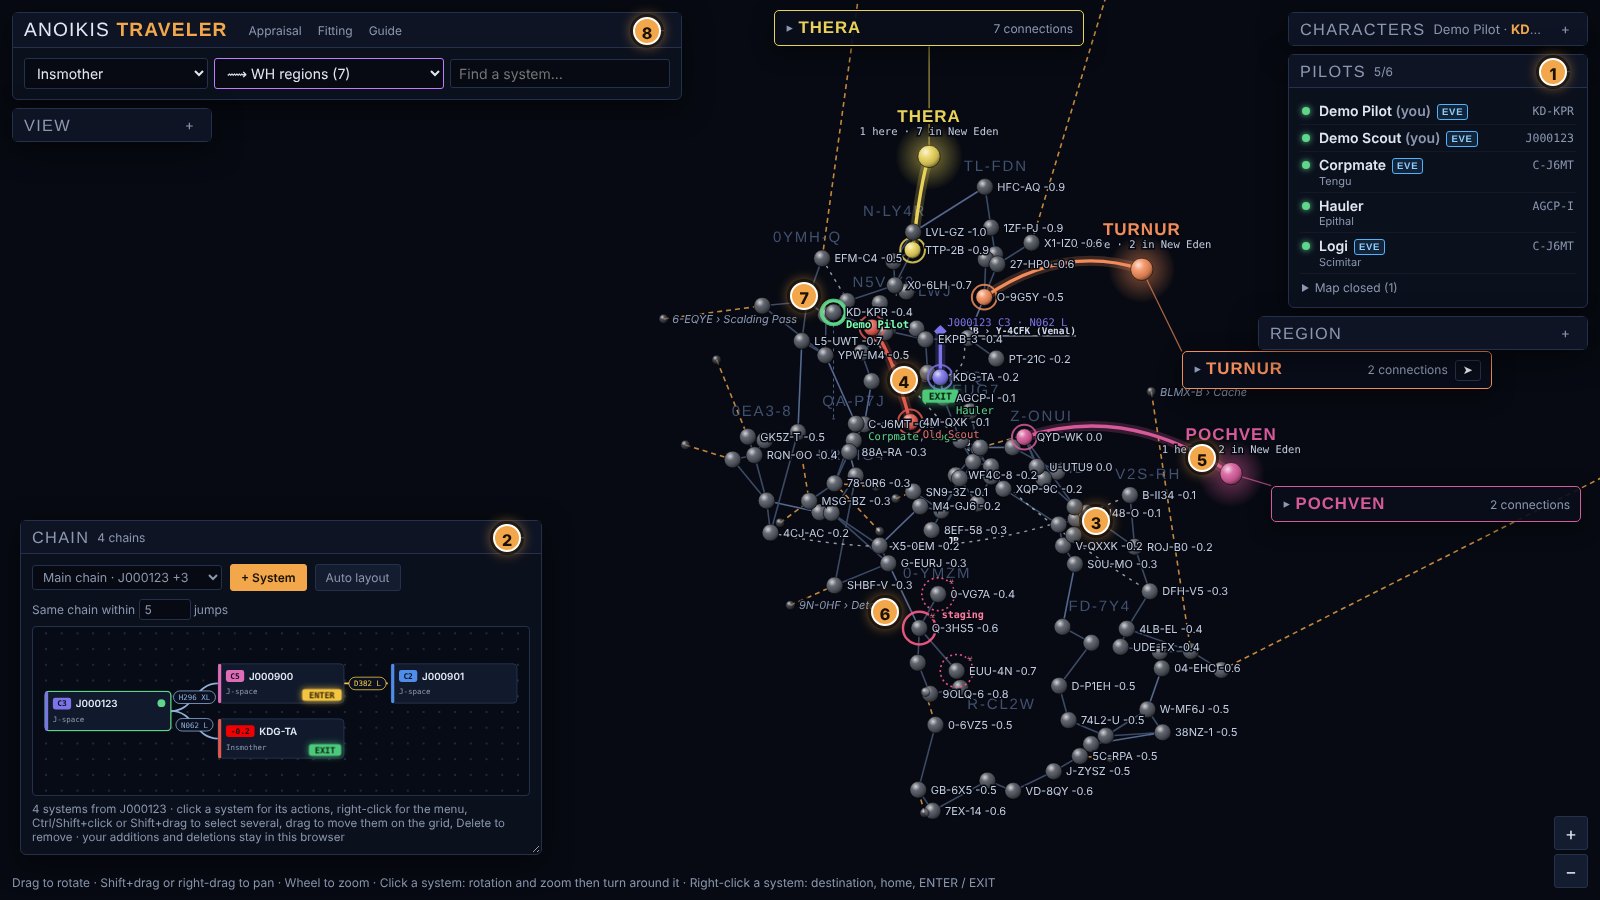 ANOIKIS TRAVELER Appraisal Fitting Guide 8
Insmother WH regions (7) Find a system...
VIEW +
THERA 7 connections
CHARACTERS Demo Pilot · KD... +
PILOTS 5/6 1
Demo Pilot (you) EVE KD-KPR
Demo Scout (you) EVE J000123
Corpmate EVE C-J6MT
Tengu
Hauler AGCP-I
Epithal
Logi EVE C-J6MT
Scimitar
Map closed (1)
REGION +
TURNUR 2 connections
POCHVEN 2 connections
THERA
1 here · 7 in New Eden
TL-FDN
HFC-AQ -0.9
N-LY4R
LVL-GZ -1.0
1ZF-PJ -0.9
TURNUR
0YMH-Q
TTP-2B -0.9
X1-IZ0 -0.6
2 in New Eden
EFM-C4 -0.5
27-HP0 -0.6
X0-6LH -0.7
O-9G5Y -0.5
7
KD-KPR -0.4
Demo Pilot
6-EQYE › Scalding Pass
J000123 C3 · N062 L
› Y-4CFK (Venal)
L5-UWT -0.7
EKPB-3 -0.4
YPW-M4 -0.5
PT-21C -0.2
4
KDG-TA -0.2
EXIT
AGCP-I -0.1
Hauler
BLMX-B › Cache
0EA3-8
QA-P7J
Z-ONUI
C-J6MT
4M-QXK -0.1
Corpmate,
Old Scout
QYD-WK 0.0
POCHVEN
2 in New Eden
5
GK5Z-T -0.5
RQN-OO -0.4
88A-RA -0.3
U-UTU9 0.0
WF4C-8 -0.2
78-0R6 -0.3
SN9-3Z -0.1
XQP-9C -0.2
B-II34 -0.1
MSG-BZ -0.3
M4-GJ6 -0.2
3
4CJ-AC -0.2
8EF-58 -0.3
X5-0EM -0.2
V-QXXK -0.2
ROJ-B0 -0.2
G-EURJ -0.3
S0U-MO -0.3
0-YMZM
SHBF-V -0.3
0-VG7A -0.4
DFH-V5 -0.3
9N-0HF › Det
6
staging
FD-7Y4
Q-3HS5 -0.6
4LB-EL -0.4
UDE-FX -0.4
EUU-4N -0.7
04-EHC -0.6
9OLQ-6 -0.8
D-P1EH -0.5
R-CL2W
W-MF6J -0.5
0-6VZ5 -0.5
74L2-U -0.5
38NZ-1 -0.5
5C-RPA -0.5
J-ZYSZ -0.5
GB-6X5 -0.5
VD-8QY -0.6
7EX-14 -0.6
CHAIN 4 chains 2
Main chain · J000123 +3 + System Auto layout
Same chain within 5 jumps
C5 J000900
J-space
ENTER
D382 L
C2 J000901
J-space
C3 J000123
J-space
H296 XL
N062 L
-0.2 KDG-TA
Insmother
EXIT
4 systems from J000123 · click a system for its actions, right-click for the menu,
Ctrl/Shift+click or Shift+drag to select several, drag to move them on the grid, Delete to
remove · your additions and deletions stay in this browser
+
−
Drag to rotate · Shift+drag or right-drag to pan · Wheel to zoom · Click a system: rotation and zoom then turn around it · Right-click a system: destination, home, ENTER / EXIT